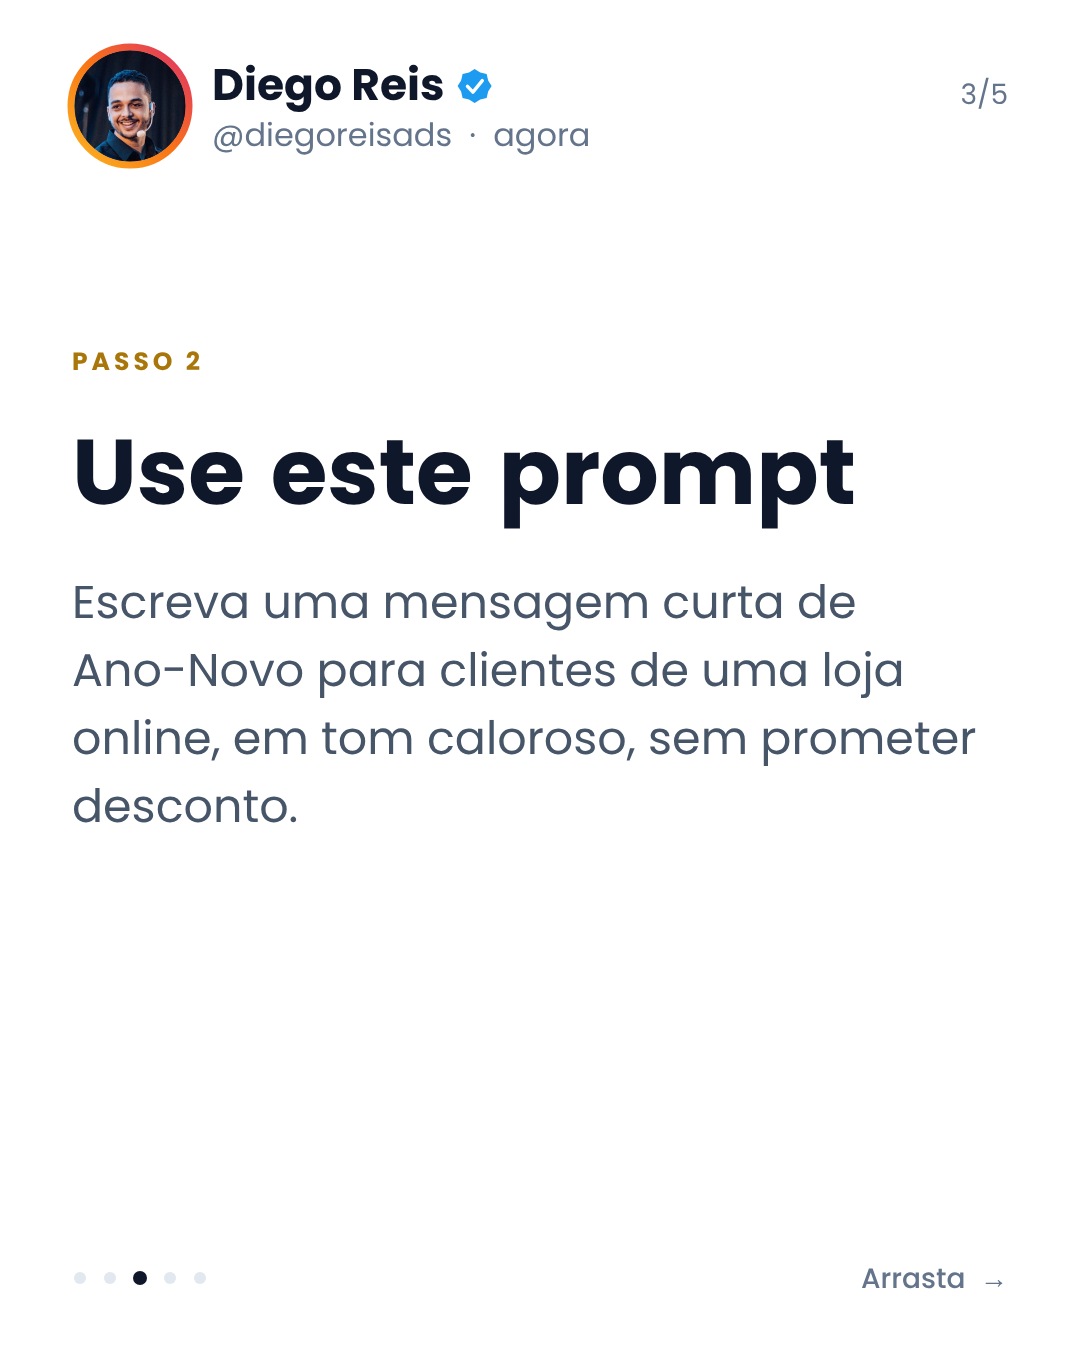 Diego Reis
3/5
@diegoreisads · agora
PASSO 2
Use este prompt
Escreva uma mensagem curta de
Ano-Novo para clientes de uma loja
online, em tom caloroso, sem prometer
desconto.
Arrasta →